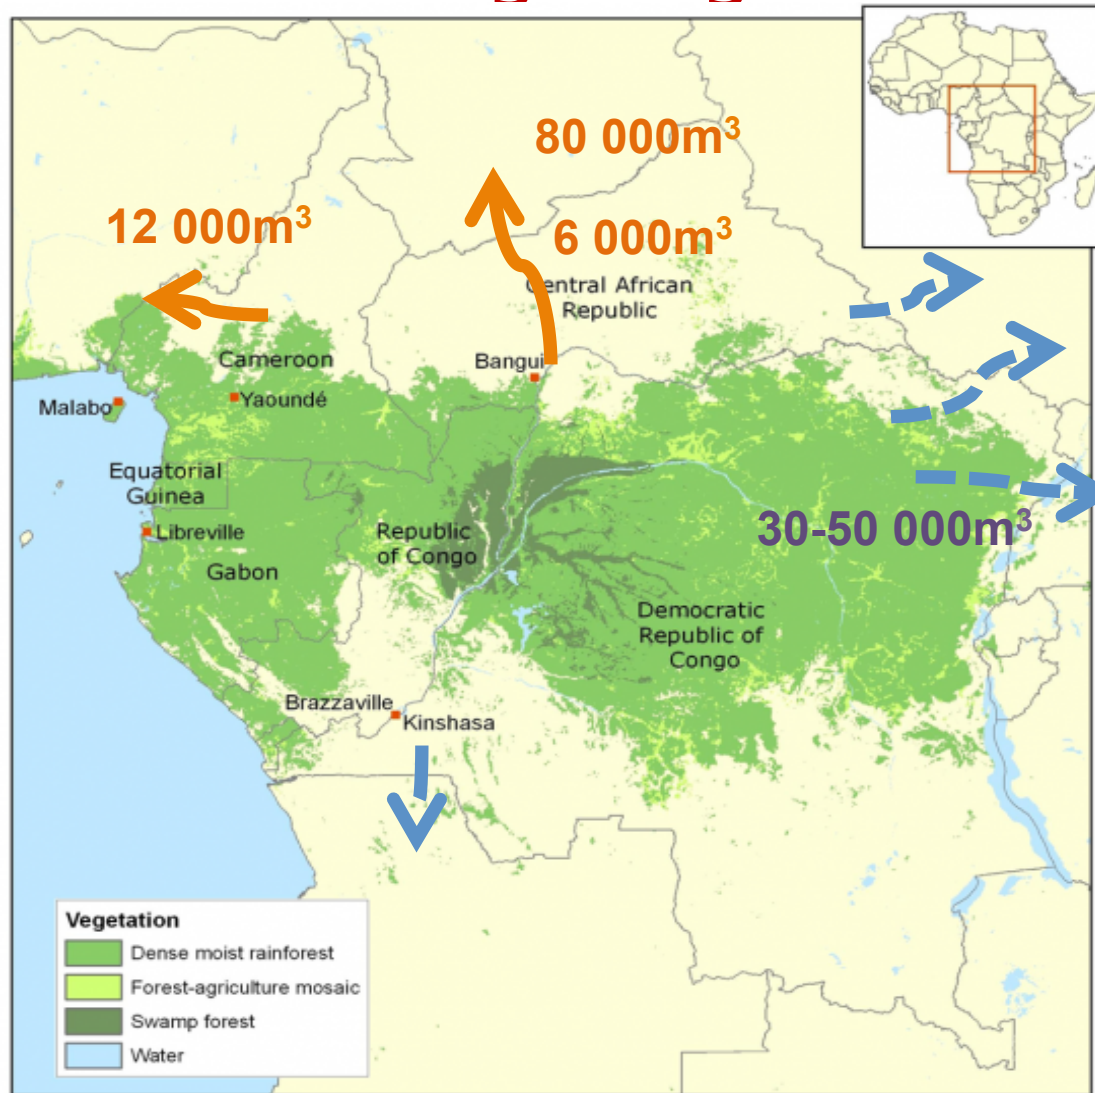 80 000m³
12 000m³
6 000m³
Central African
Republic
Cameroon
Bangui
Malabo
Yaoundé
Equatorial
Guinea
Libreville
Republic
of Congo
30-50 000m³
Gabon
Democratic
Republic of
Congo
Brazzaville
Kinshasa
Vegetation
Dense moist rainforest
Forest-agriculture mosaic
Swamp forest
Water